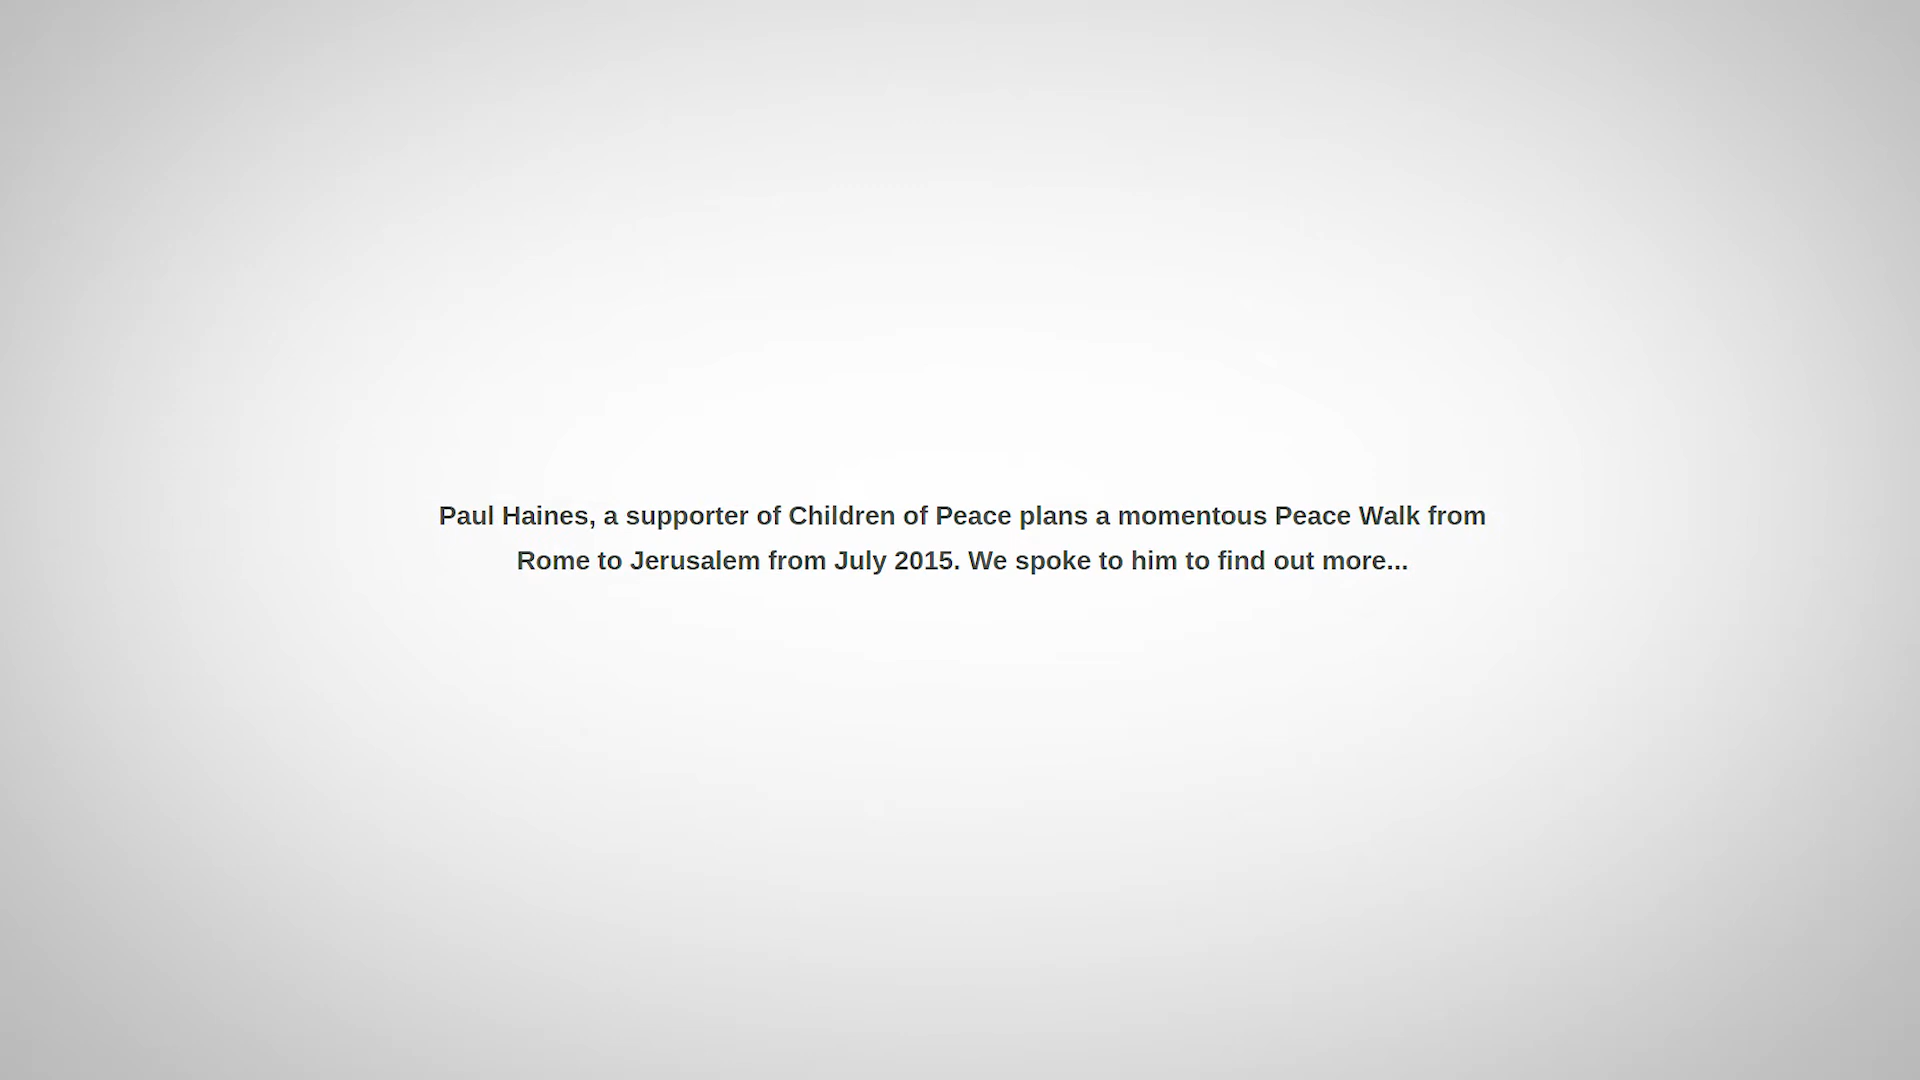 Paul Haines, a supporter of Children of Peace plans a momentous Peace Walk from
Rome to Jerusalem from July 2015. We spoke to him to find out more...